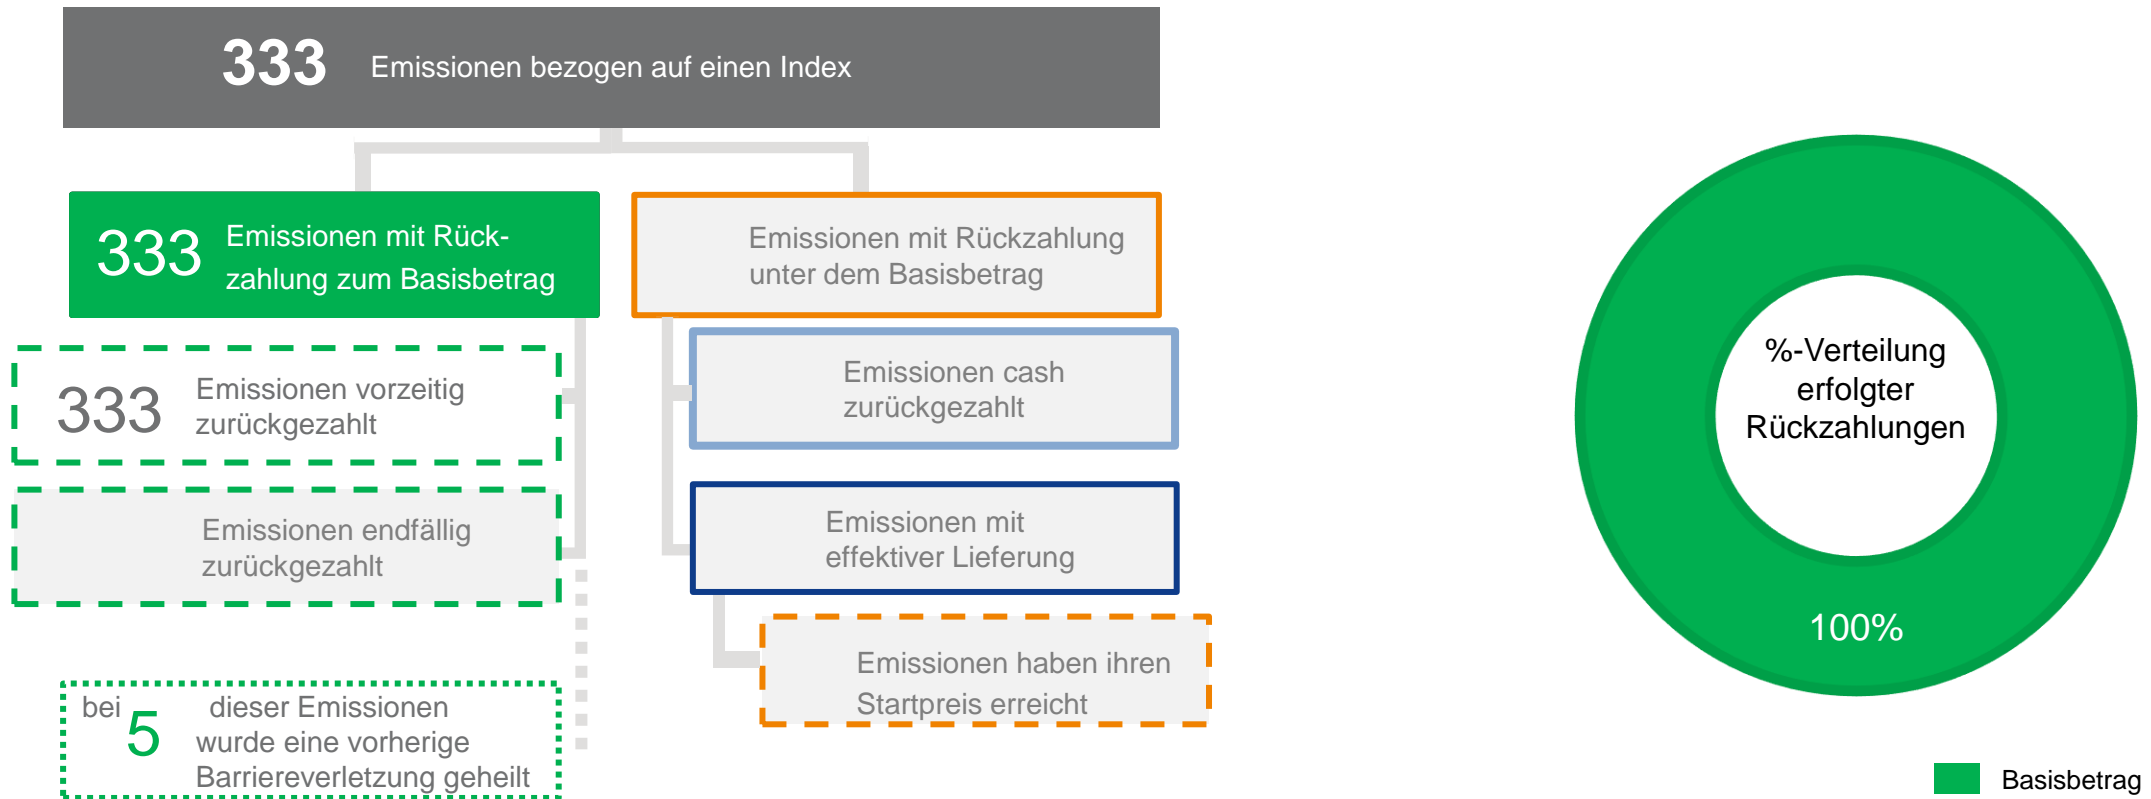 333 Emissionen bezogen auf einen Index
333 Emissionen mit Rück-
zahlung zum Basisbetrag
Emissionen mit Rückzahlung
unter dem Basisbetrag
333 Emissionen vorzeitig
zurückgezahlt
Emissionen cash
zurückgezahlt
Emissionen endfällig
zurückgezahlt
Emissionen mit
effektiver Lieferung
bei 5 dieser Emissionen
wurde eine vorherige
Barriereverletzung geheilt
Emissionen haben ihren
Startpreis erreicht
%-Verteilung
erfolgter
Rückzahlungen
100%
Basisbetrag